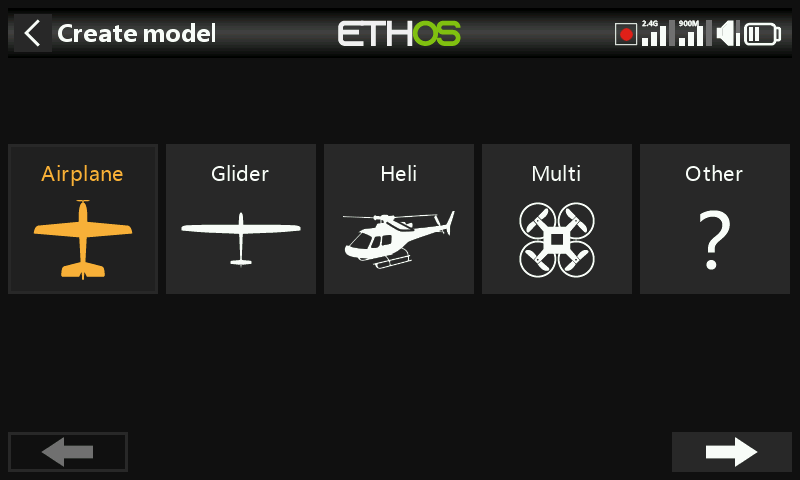 Create model
ETHOS
2.4G
900M
Airplane
Glider
Heli
Multi
Other
?